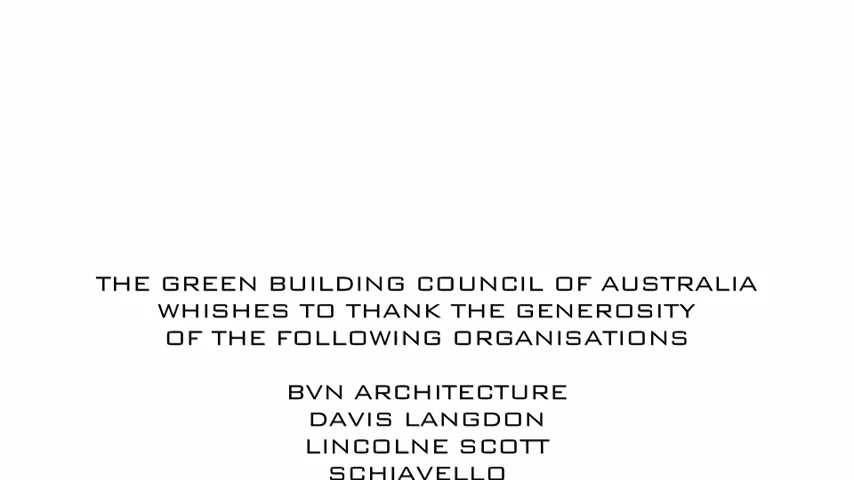 THE GREEN BUILDING COUNCIL OF AUSTRALIA
WHISHES TO THANK THE GENEROSITY
OF THE FOLLOWING ORGANISATIONS
BVN ARCHITECTURE
DAVIS LANGDON
LINCOLNE SCOTT
SCHIAVELLO